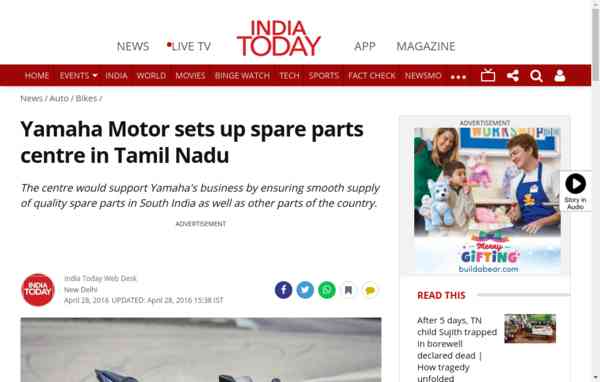 NEWS
LIVE TV
INDIA
TODAY
APP
MAGAZINE
HOME
EVENTS
INDIA
WORLD
MOVIES
BINGE WATCH
TECH
SPORTS
FACT CHECK
NEWSMO
News / Auto / Bikes /
Yamaha Motor sets up spare parts
centre in Tamil Nadu
The centre would support Yamaha's business by ensuring smooth supply
of quality spare parts in South India as well as other parts of the country.
ADVERTISEMENT
INDIA
TODAY
India Today Web Desk
New Delhi
April 28, 2016 UPDATED: April 28, 2016 15:38 IST
ADVERTISEMENT
WORKSHOP
Merry
GIFTING
buildabear.com
Story in
Audio
READ THIS
After 5 days, TN
child Sujith trapped
in borewell
declared dead |
How tragedy
unfolded